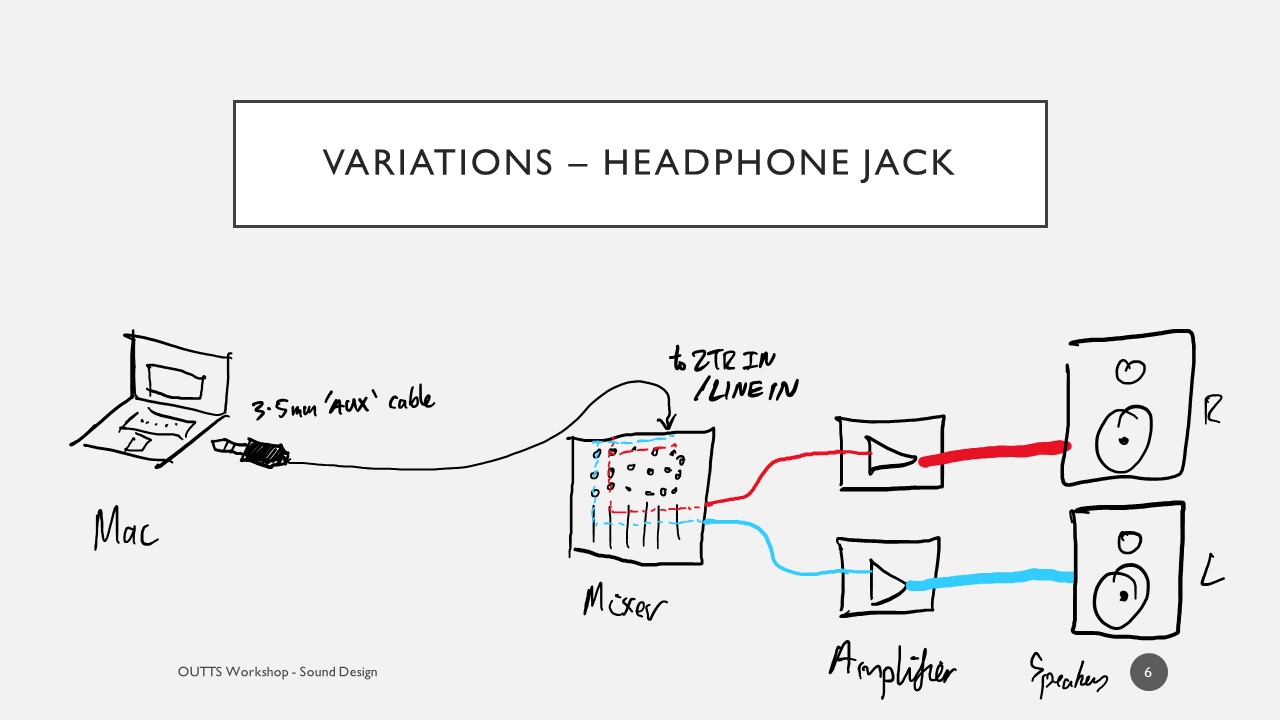 VARIATIONS – HEADPHONE JACK
to 2TR IN
/LINE IN
3.5mm 'AUX' cable
R
Mac
L
Mixer
Amplifier
Speakers
OUTTS Workshop - Sound Design
6